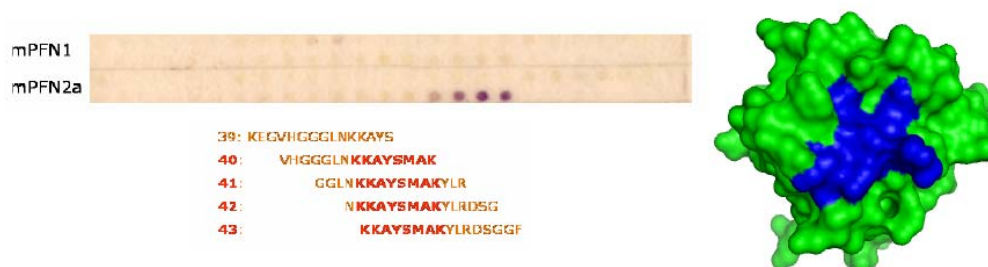 mPFN1
mPFN2a
39: KEGVHGGGLNKKAYS
40: VHGGGLNKKAYSMAK
41: GGLNKKAYSMAKYLR
42: NKKAYSMAKYLRDSG
43: KKAYSMAKYLRDSGGF